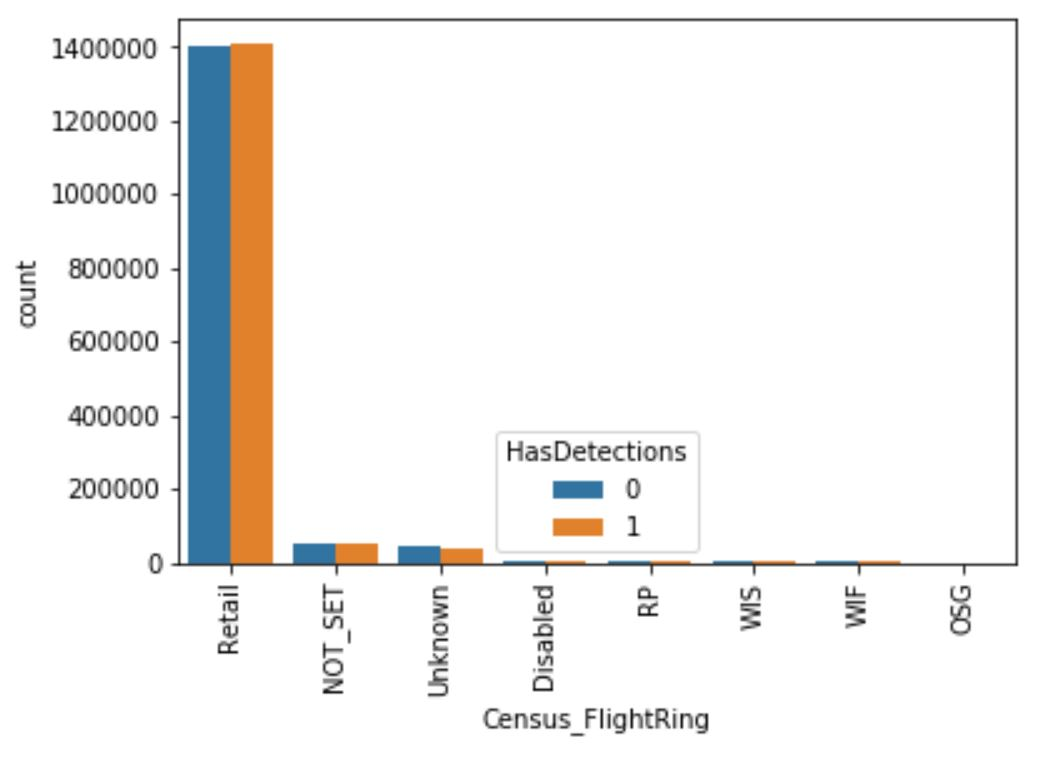 1400000
1200000
1000000
800000
600000
400000
200000
0
count
HasDetections
0
1
Retail
NOT_SET
Unknown
Disabled
RP
WIS
WIF
OSG
Census_FlightRing